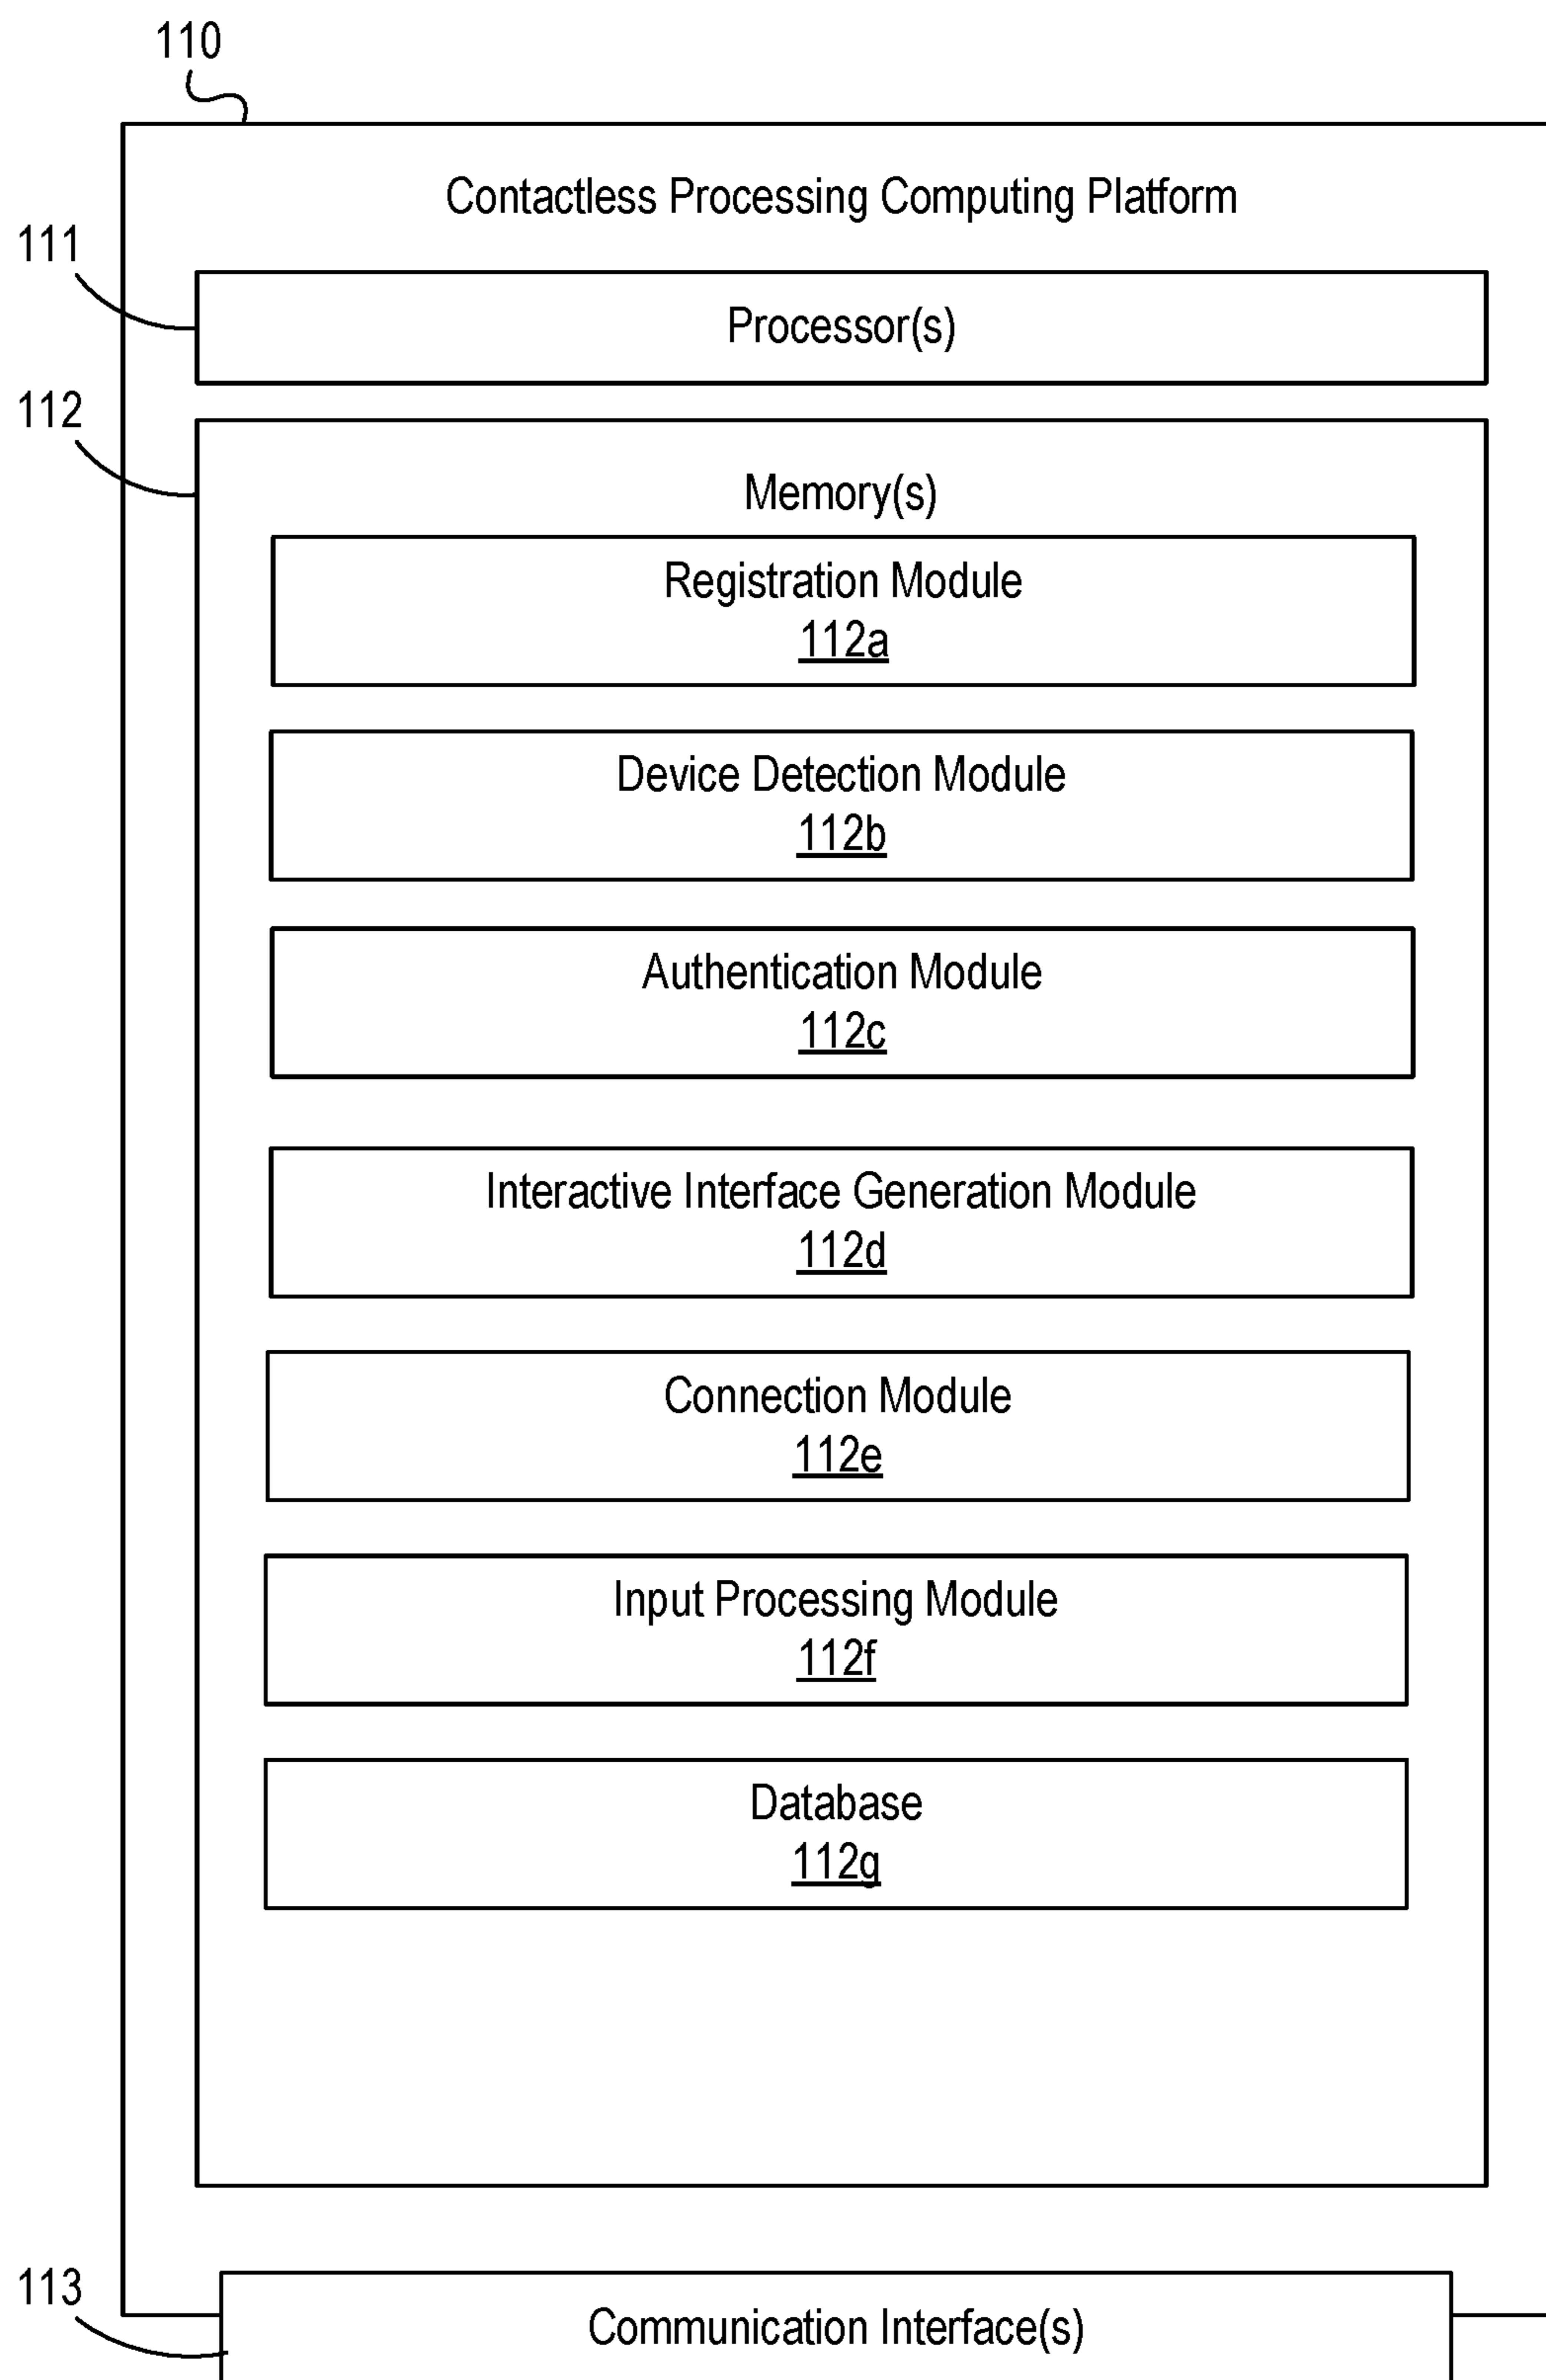 110
Contactless Processing Computing Platform
111
Processor(s)
112
Memory(s)
Registration Module
112a
Device Detection Module
112b
Authentication Module
112c
Interactive Interface Generation Module
112d
Connection Module
112e
Input Processing Module
112f
Database
112g
113
Communication Interface(s)